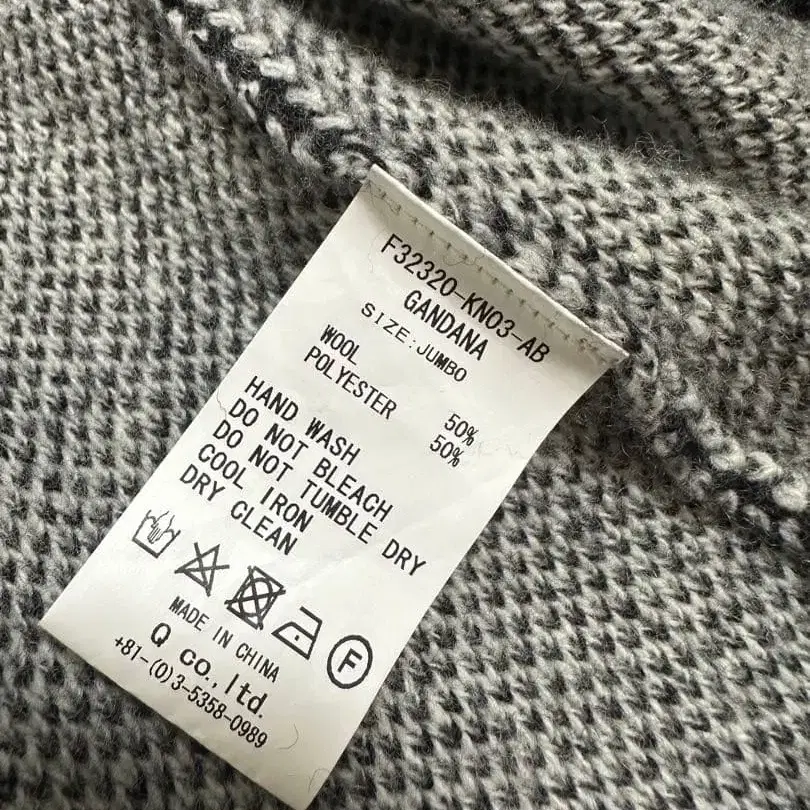 F32320-KN03-AB
GANDANA
SIZE:JUMBO
WOOL 50%
POLYESTER 50%
HAND WASH
DO NOT BLEACH
DO NOT TUMBLE DRY
COOL IRON
DRY CLEAN
F
MADE IN CHINA
Q co.,ltd.
+81-(0)3-5358-0989